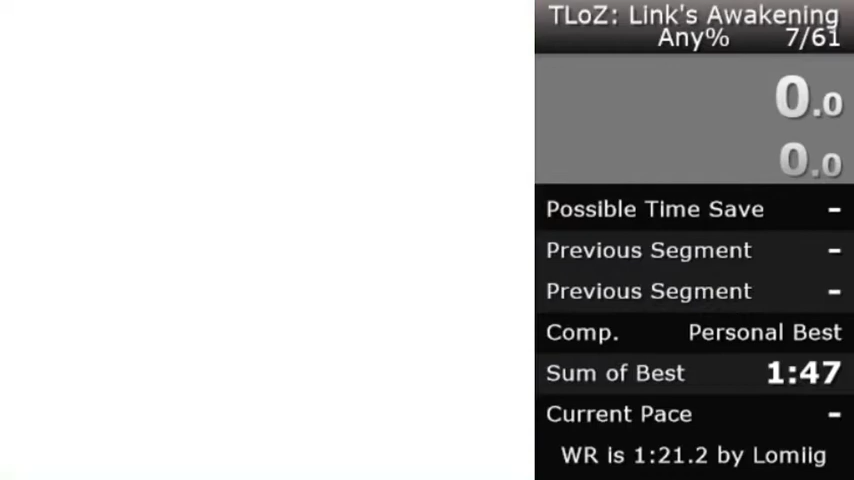 TLoZ: Link's Awakening
Any% 7/61
0.0
0.0
Possible Time Save -
Previous Segment -
Previous Segment -
Comp. Personal Best
Sum of Best 1:47
Current Pace -
WR is 1:21.2 by Lomiig